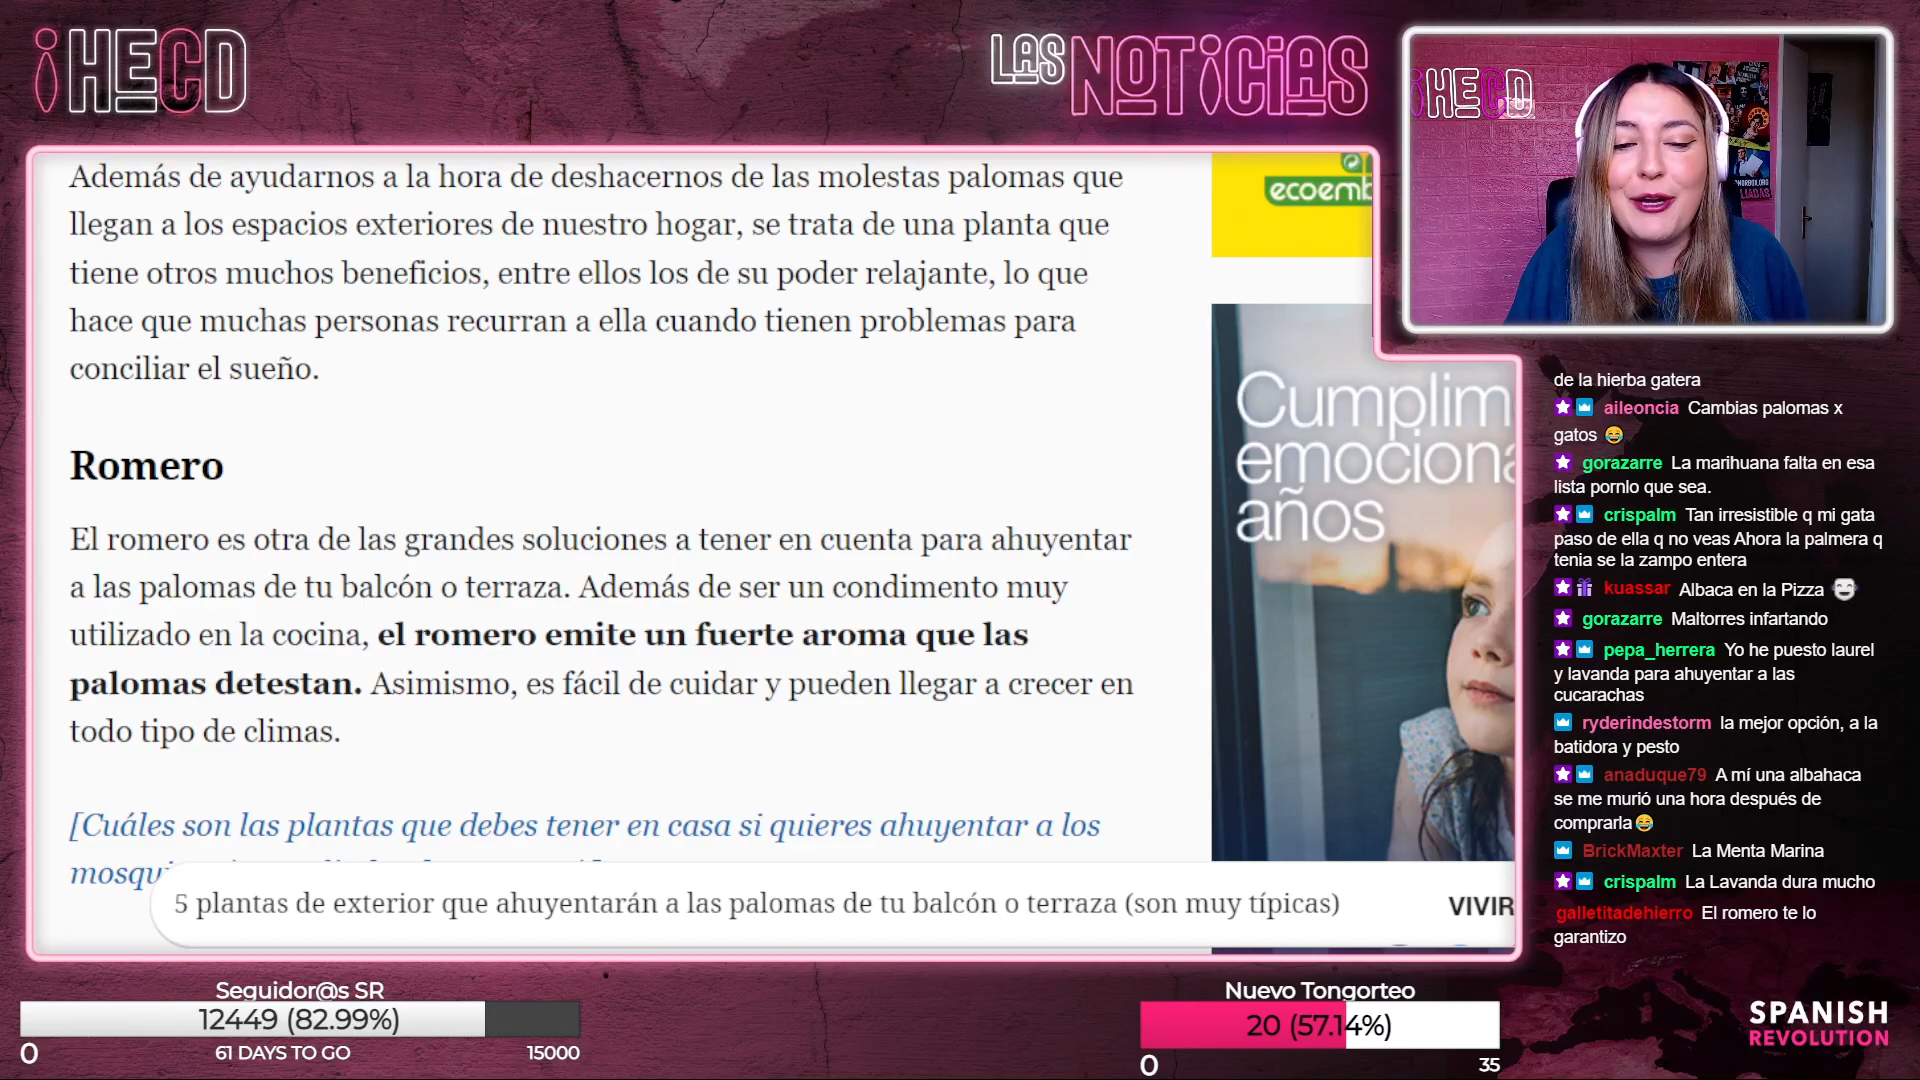 ¡HECD
LAS NOTICIAS
¡HECD
Además de ayudarnos a la hora de deshacernos de las molestas palomas que
llegan a los espacios exteriores de nuestro hogar, se trata de una planta que
tiene otros muchos beneficios, entre ellos los de su poder relajante, lo que
hace que muchas personas recurran a ella cuando tienen problemas para
conciliar el sueño.
Romero
El romero es otra de las grandes soluciones a tener en cuenta para ahuyentar
a las palomas de tu balcón o terraza. Además de ser un condimento muy
utilizado en la cocina, el romero emite un fuerte aroma que las
palomas detestan. Asimismo, es fácil de cuidar y pueden llegar a crecer en
todo tipo de climas.
[Cuáles son las plantas que debes tener en casa si quieres ahuyentar a los
mosqu
5 plantas de exterior que ahuyentarán a las palomas de tu balcón o terraza (son muy típicas)
VIVIR
ecoemb
Cumplim
emociona
años
de la hierba gatera
aileoncia Cambias palomas x
gatos 😂
gorazarre La marihuana falta en esa
lista pornlo que sea.
crispalm Tan irresistible q mi gata
paso de ella q no veas Ahora la palmera q
tenia se la zampo entera
kuassar Albaca en la Pizza
gorazarre Maltorres infartando
pepa_herrera Yo he puesto laurel
y lavanda para ahuyentar a las
cucarachas
ryderindestorm la mejor opción, a la
batidora y pesto
anaduque79 A mí una albahaca
se me murió una hora después de
comprarla 😂
BrickMaxter La Menta Marina
crispalm La Lavanda dura mucho
galletitadehierro El romero te lo
garantizo
Seguidor@s SR
12449 (82.99%)
0 61 DAYS TO GO 15000
Nuevo Tongorteo
20 (57.14%)
0 35
SPANISH
REVOLUTION